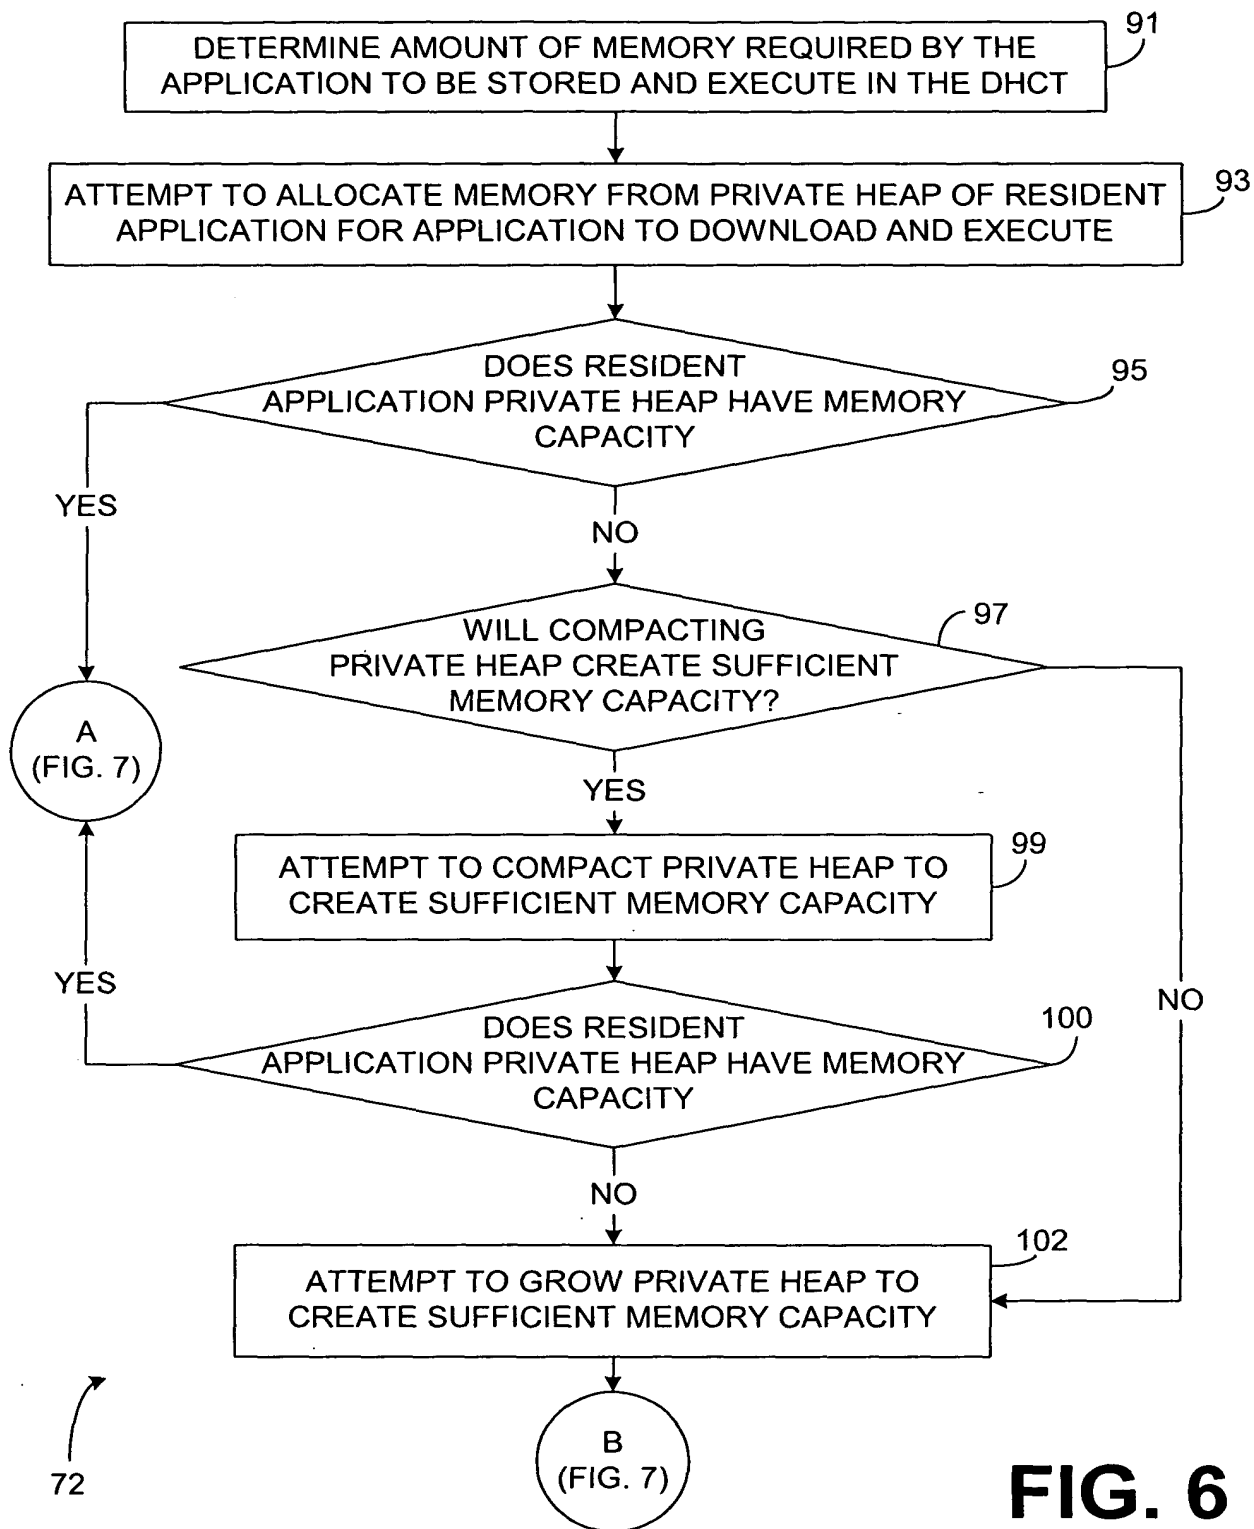 91
DETERMINE AMOUNT OF MEMORY REQUIRED BY THE
APPLICATION TO BE STORED AND EXECUTE IN THE DHCT
93
ATTEMPT TO ALLOCATE MEMORY FROM PRIVATE HEAP OF RESIDENT
APPLICATION FOR APPLICATION TO DOWNLOAD AND EXECUTE
DOES RESIDENT
APPLICATION PRIVATE HEAP HAVE MEMORY
CAPACITY
95
YES
NO
97
WILL COMPACTING
PRIVATE HEAP CREATE SUFFICIENT
MEMORY CAPACITY?
A
(FIG. 7)
YES
99
ATTEMPT TO COMPACT PRIVATE HEAP TO
CREATE SUFFICIENT MEMORY CAPACITY
YES
NO
DOES RESIDENT
APPLICATION PRIVATE HEAP HAVE MEMORY
CAPACITY
100
NO
102
ATTEMPT TO GROW PRIVATE HEAP TO
CREATE SUFFICIENT MEMORY CAPACITY
B
(FIG. 7)
72
FIG. 6